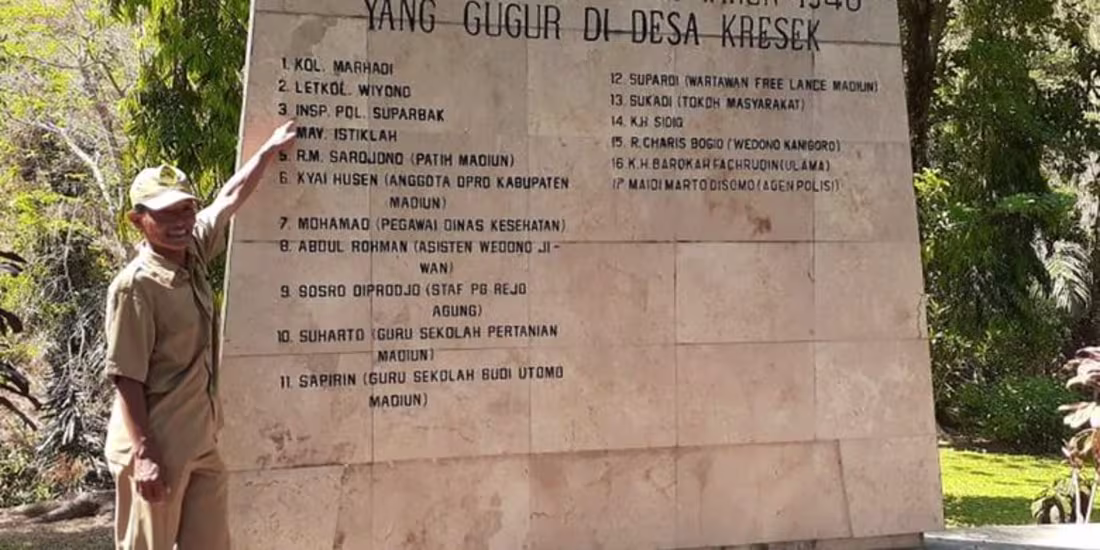 TAHUN 1948
YANG GUGUR DI DESA KRESEK
1. KOL. MARHADI
2. LETKOL. WIYONO
3. INSP. POL. SUPARBAK
MAY. ISTIKLAH
5. R.M. SAROJONO (PATIH MADIUN)
6. KYAI HUSEN (ANGGOTA DPRD KABUPATEN
MADIUN)
7. MOHAMAD (PEGAWAI DINAS KESEHATAN)
8. ABDUL ROHMAN (ASISTEN WEDONO JI-
WAN)
9. SOSRO DIPRODJO (STAF PG REJO
AGUNG)
10. SUHARTO (GURU SEKOLAH PERTANIAN
MADIUN)
11. SAPIRIN (GURU SEKOLAH BUDI UTOMO
MADIUN)
12. SUPARDI (WARTAWAN FREE LANCE MADIUN)
13. SUKADI (TOKOH MASYARAKAT)
14. K.H SIDIQ
15. R.CHARIS BOGIO (WEDONO KANIGORO)
16 K.H.BAROKAH FACHRUDIN(ULAMA)
17 MAIDI MARTO DISOMO (AGEN POLISI)